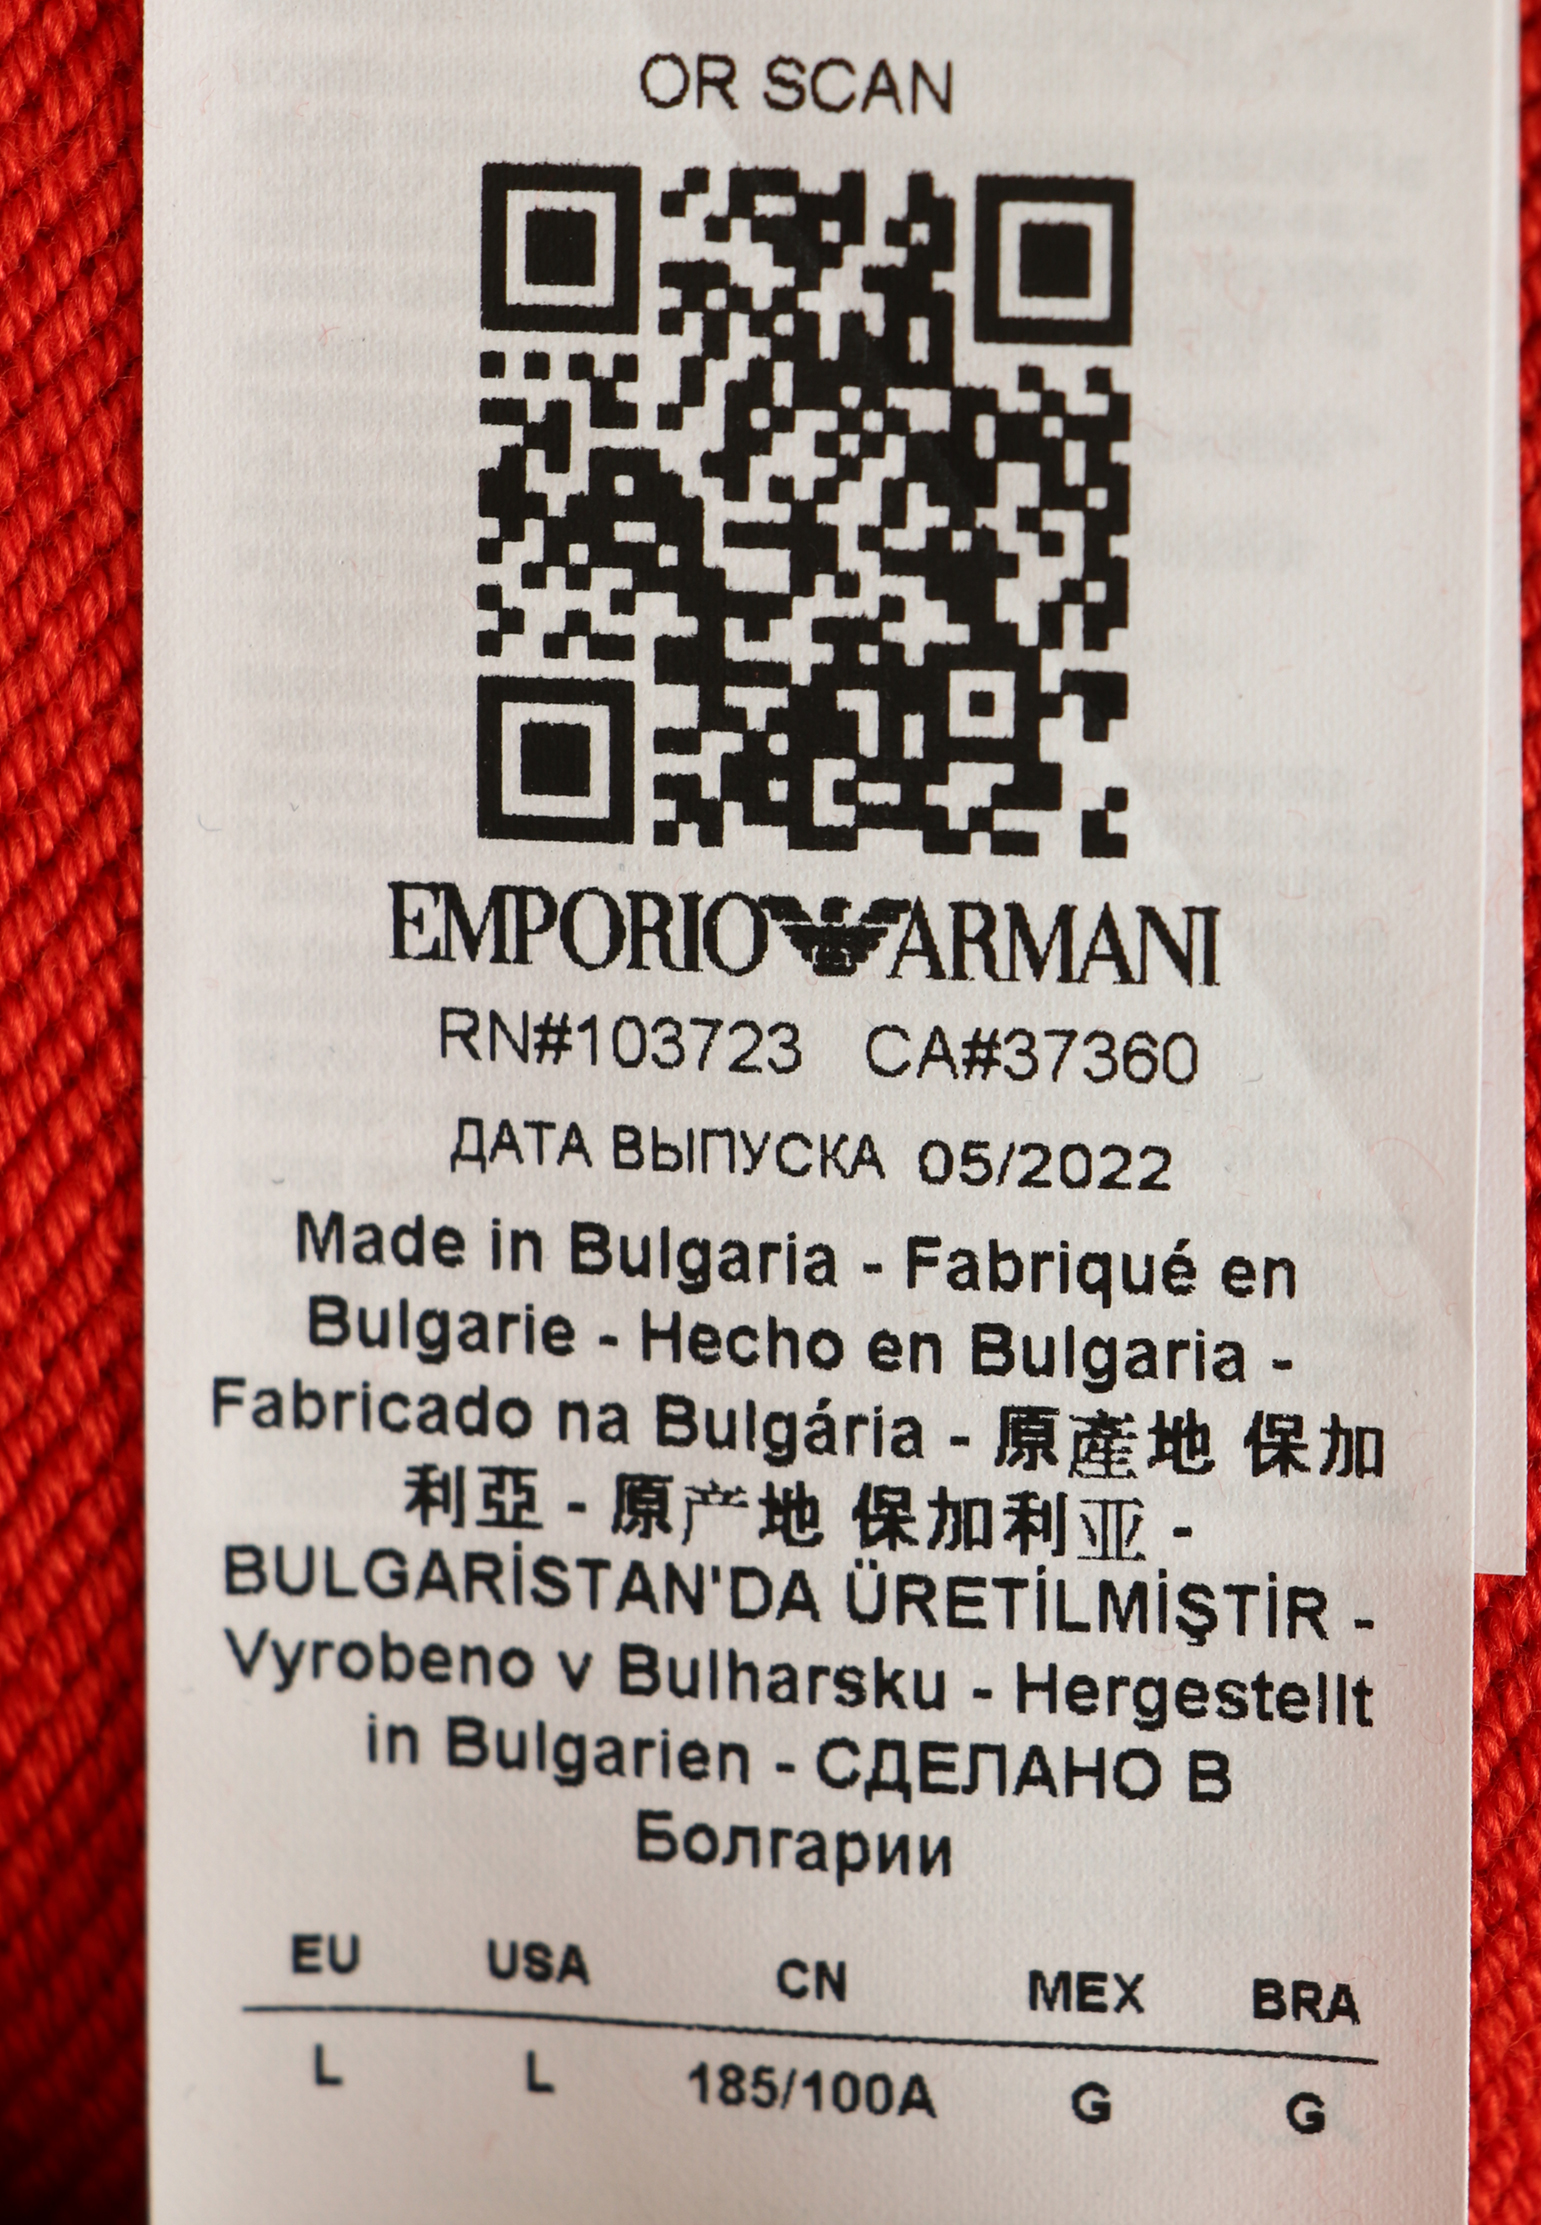 OR SCAN
EMPORIO ARMANI
RN#103723 CA#37360
ДАТА ВЫПУСКА 05/2022
Made in Bulgaria - Fabriqué en
Bulgarie - Hecho en Bulgaria -
Fabricado na Bulgária - 原產地 保加
利亞 - 原产地 保加利亚 -
BULGARİSTAN'DA ÜRETİLMİŞTİR -
Vyrobeno v Bulharsku - Hergestellt
in Bulgarien - СДЕЛАНО В
Болгарии
EU USA CN MEX BRA
L L 185/100A G G